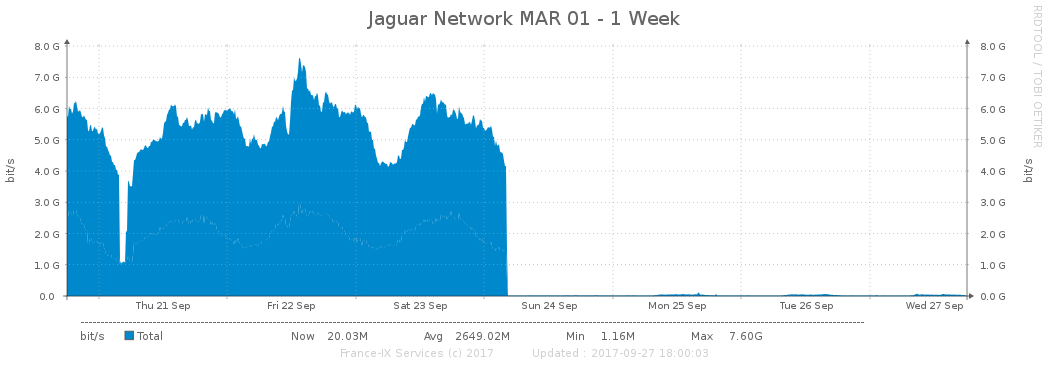 Jaguar Network MAR 01 - 1 Week
RRDTOOL / TOBI OETIKER
bit/s
8.0 G 8.0 G
7.0 G 7.0 G
6.0 G 6.0 G
5.0 G 5.0 G
4.0 G 4.0 G
3.0 G 3.0 G
2.0 G 2.0 G
1.0 G 1.0 G
0.0 0.0 G
bit/s
Thu 21 Sep Fri 22 Sep Sat 23 Sep Sun 24 Sep Mon 25 Sep Tue 26 Sep Wed 27 Sep
bit/s Total Now 20.03M Avg 2649.02M Min 1.16M Max 7.60G
France-IX Services (c) 2017 Updated : 2017-09-27 18:00:03